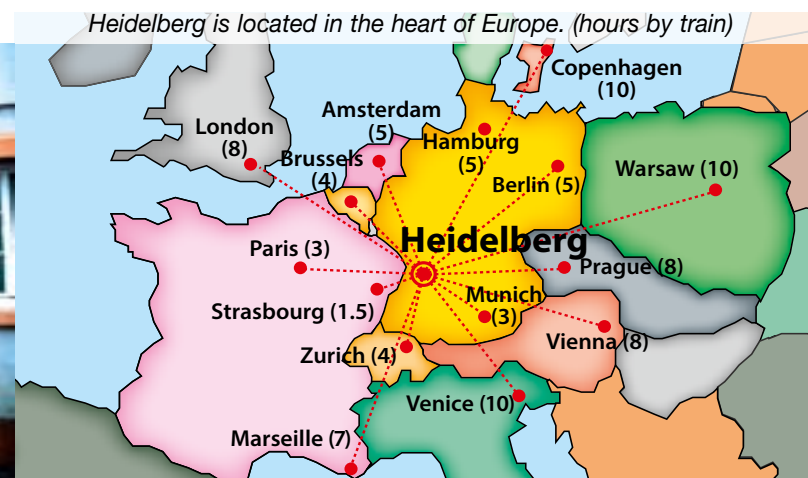 Heidelberg is located in the heart of Europe. (hours by train)
Copenhagen
(10)
Amsterdam
(5)
London
(8)
Hamburg
(5)
Brussels
(4)
Berlin (5)
Warsaw (10)
Heidelberg
Paris (3)
Prague (8)
Strasbourg (1.5)
Munich
(3)
Vienna (8)
Zurich (4)
Venice (10)
Marseille (7)